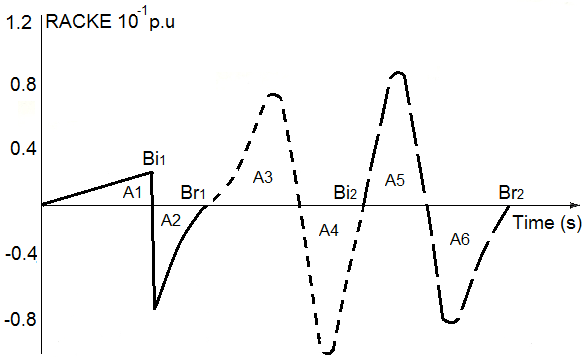 1.2 RACKE 10⁻¹p.u
0.8
0.4
Bi1
A1
A2
Br1
A3
A4
Bi2
A5
Br2
A6
Time (s)
-0.4
-0.8